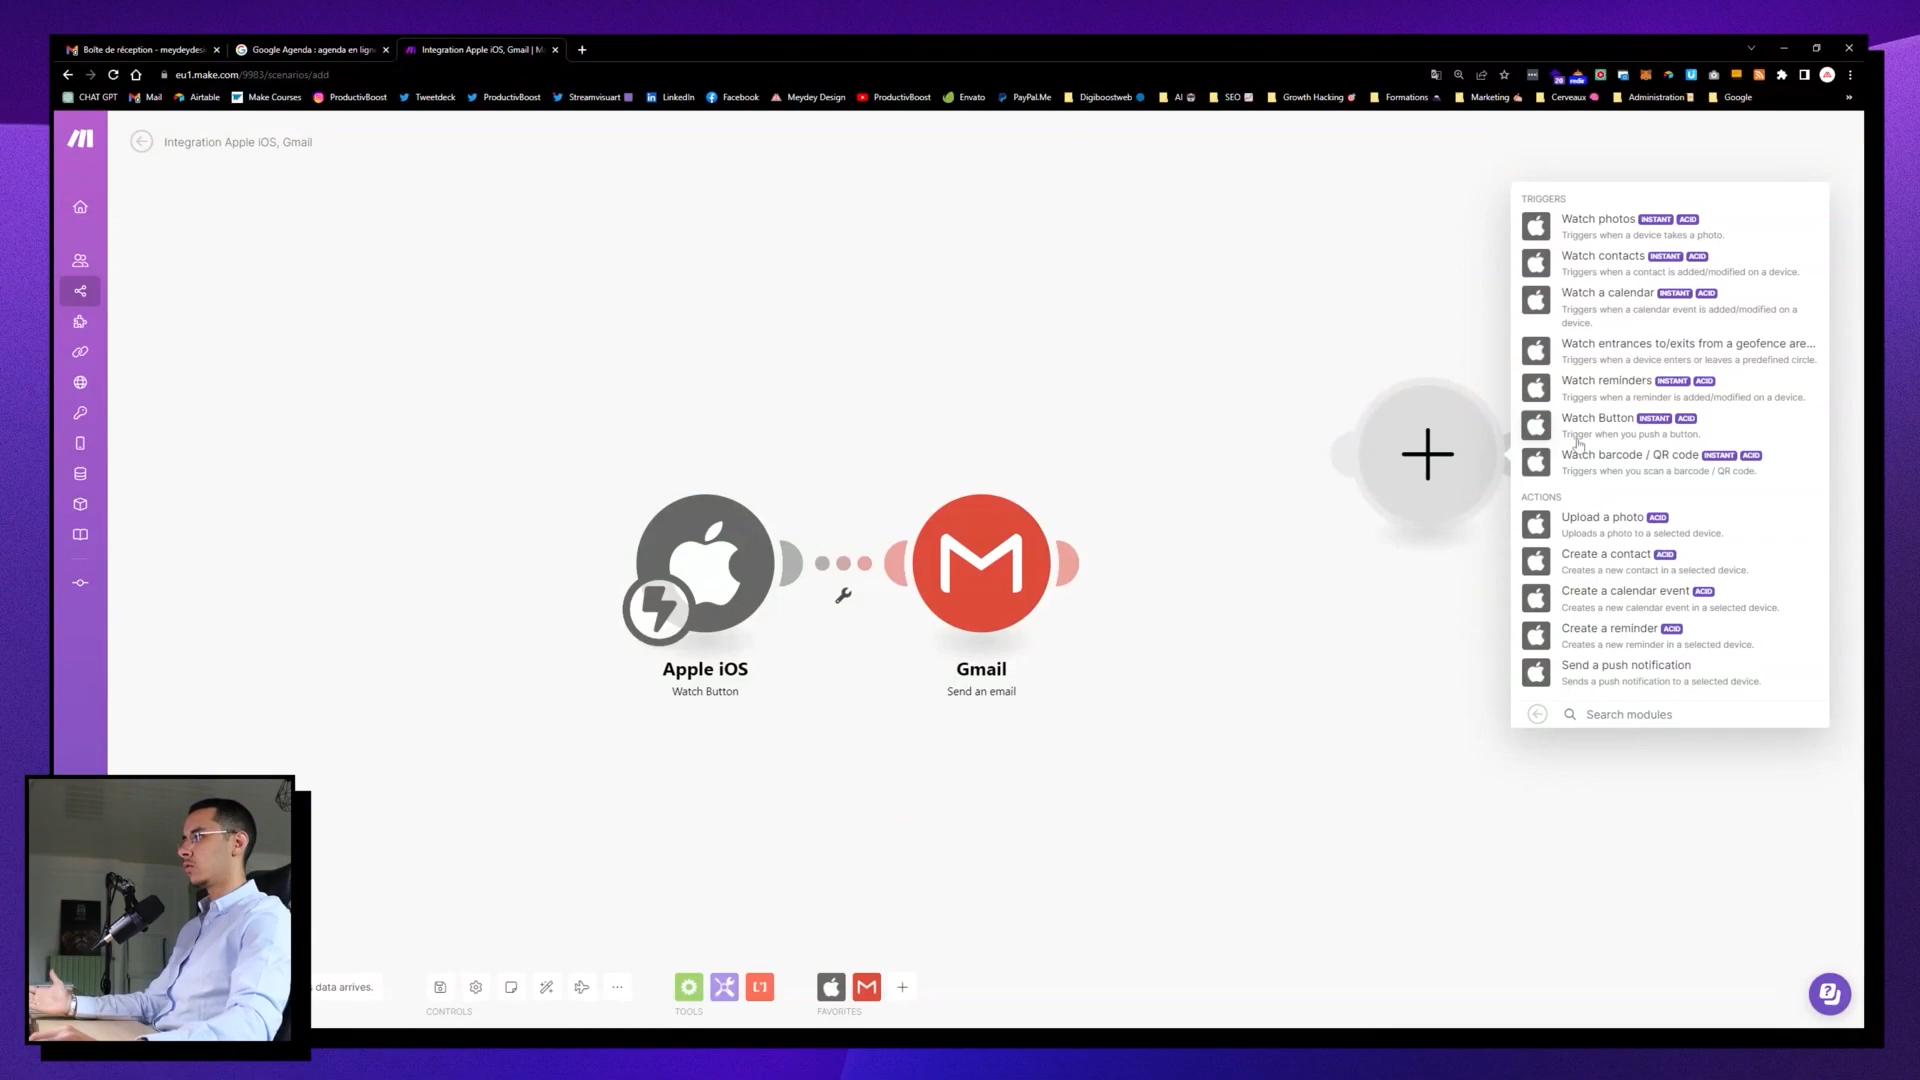 Boîte de réception - meydeydesi
Google Agenda : agenda en lign
Integration Apple iOS, Gmail | M
eu1.make.com/9983/scenarios/add
CHAT GPT
Mail
Airtable
Make Courses
ProductivBoost
Tweetdeck
ProductivBoost
Streamvisuart
LinkedIn
Facebook
Meydey Design
ProductivBoost
Envato
PayPal.Me
Digiboostweb
AI
SEO
Growth Hacking
Formations
Marketing
Cerveaux
Administration
Google
Integration Apple iOS, Gmail
TRIGGERS
Watch photos INSTANT ACID
Triggers when a device takes a photo.
Watch contacts INSTANT ACID
Triggers when a contact is added/modified on a device.
Watch a calendar INSTANT ACID
Triggers when a calendar event is added/modified on a
device.
Watch entrances to/exits from a geofence are...
Triggers when a device enters or leaves a predefined circle.
Watch reminders INSTANT ACID
Triggers when a reminder is added/modified on a device.
Watch Button INSTANT ACID
Trigger when you push a button.
Watch barcode / QR code INSTANT ACID
Triggers when you scan a barcode / QR code.
ACTIONS
Upload a photo ACID
Uploads a photo to a selected device.
Create a contact ACID
Creates a new contact in a selected device.
Create a calendar event ACID
Creates a new calendar event in a selected device.
Create a reminder ACID
Creates a new reminder in a selected device.
Send a push notification
Sends a push notification to a selected device.
Search modules
Apple iOS
Watch Button
Gmail
Send an email
data arrives.
CONTROLS
TOOLS
FAVORITES